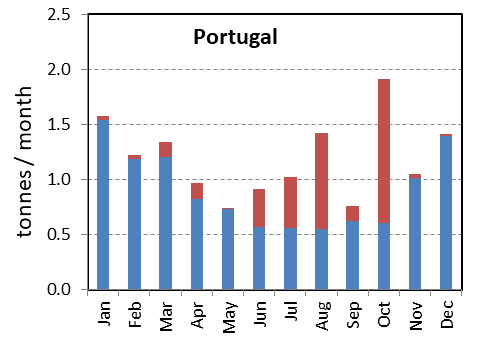 Portugal
tonnes / month
2.5
2.0
1.5
1.0
0.5
0.0
Jan
Feb
Mar
Apr
May
Jun
Jul
Aug
Sep
Oct
Nov
Dec